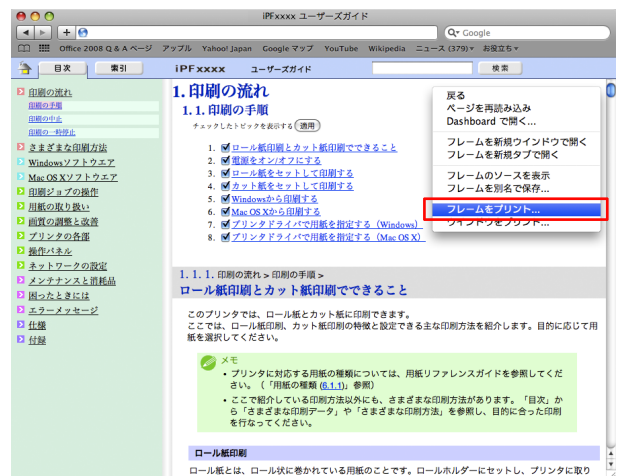 iPFxxxx ユーザーズガイド
Google
Office 2008 Q & A ページ アップル Yahoo! Japan Google マップ YouTube Wikipedia ニュース (379)▼ お役立ち▼
目次 索引 iPFxxxx ユーザーズガイド 検索
印刷の流れ
印刷の手順
印刷の中止
印刷の一時停止
さまざまな印刷方法
Windowsソフトウエア
Mac OS Xソフトウエア
印刷ジョブの操作
用紙の取り扱い
画質の調整と改善
プリンタの各部
操作パネル
ネットワークの設定
メンテナンスと消耗品
困ったときには
エラーメッセージ
仕様
付録
1. 印刷の流れ
1. 1. 印刷の手順
チェックしたトピックを表示する 適用
1. ロール紙印刷とカット紙印刷でできること
2. 電源をオン/オフにする
3. ロール紙をセットして印刷する
4. カット紙をセットして印刷する
5. Windowsから印刷する
6. Mac OS Xから印刷する
7. プリンタドライバで用紙を指定する（Windows）
8. プリンタドライバで用紙を指定する（Mac OS X）
戻る
ページを再読み込み
Dashboard で開く...
フレームを新規ウインドウで開く
フレームを新規タブで開く
フレームのソースを表示
フレームを別名で保存...
フレームをプリント...
ウインドウをプリント...
1. 1. 1. 印刷の流れ > 印刷の手順 >
ロール紙印刷とカット紙印刷でできること
このプリンタでは、ロール紙とカット紙に印刷できます。
ここでは、ロール紙印刷、カット紙印刷の特徴と設定できる主な印刷方法を紹介します。目的に応じて用
紙を選択してください。
メモ
• プリンタに対応する用紙の種類については、用紙リファレンスガイドを参照してくだ
さい。（「用紙の種類 (6.1.1)」参照）
• ここで紹介している印刷方法以外にも、さまざまな印刷方法があります。「目次」か
ら「さまざまな印刷データ」や「さまざまな印刷方法」を参照し、目的に合った印刷
を行なってください。
ロール紙印刷
ロール紙とは、ロール状に巻かれている用紙のことです。ロールホルダーにセットし、プリンタに取り